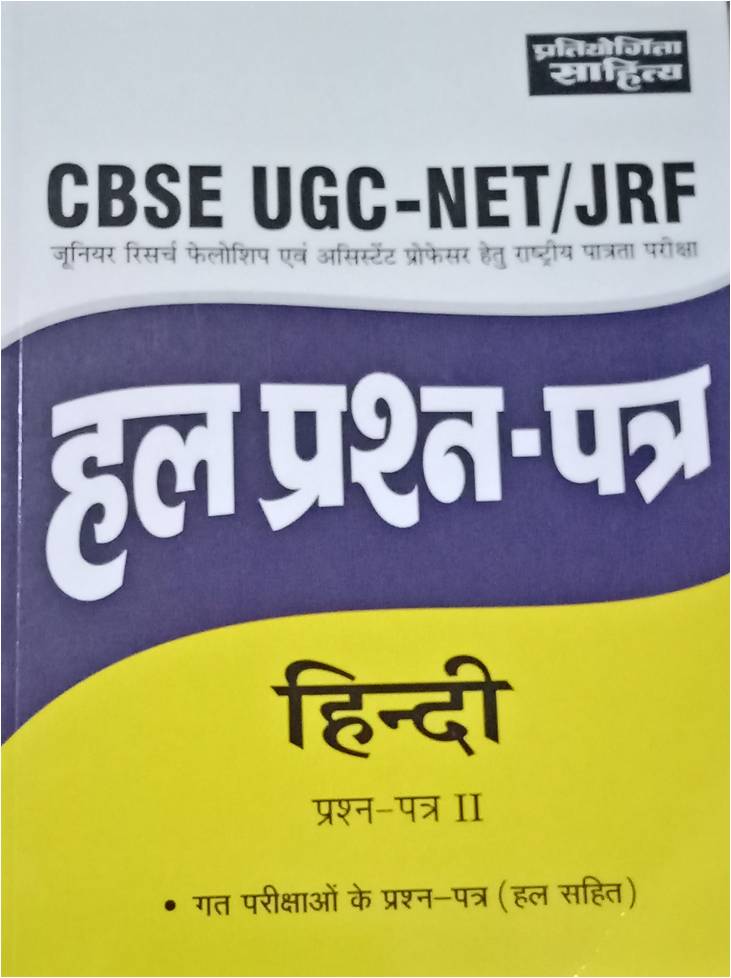 प्रतियोगिता
साहित्य
CBSE UGC-NET/JRF
जूनियर रिसर्च फेलोशिप एवं असिस्टेंट प्रोफेसर हेतु राष्ट्रीय पात्रता परीक्षा
हल प्रश्न-पत्र
हिन्दी
प्रश्न-पत्र II
• गत परीक्षाओं के प्रश्न-पत्र (हल सहित)